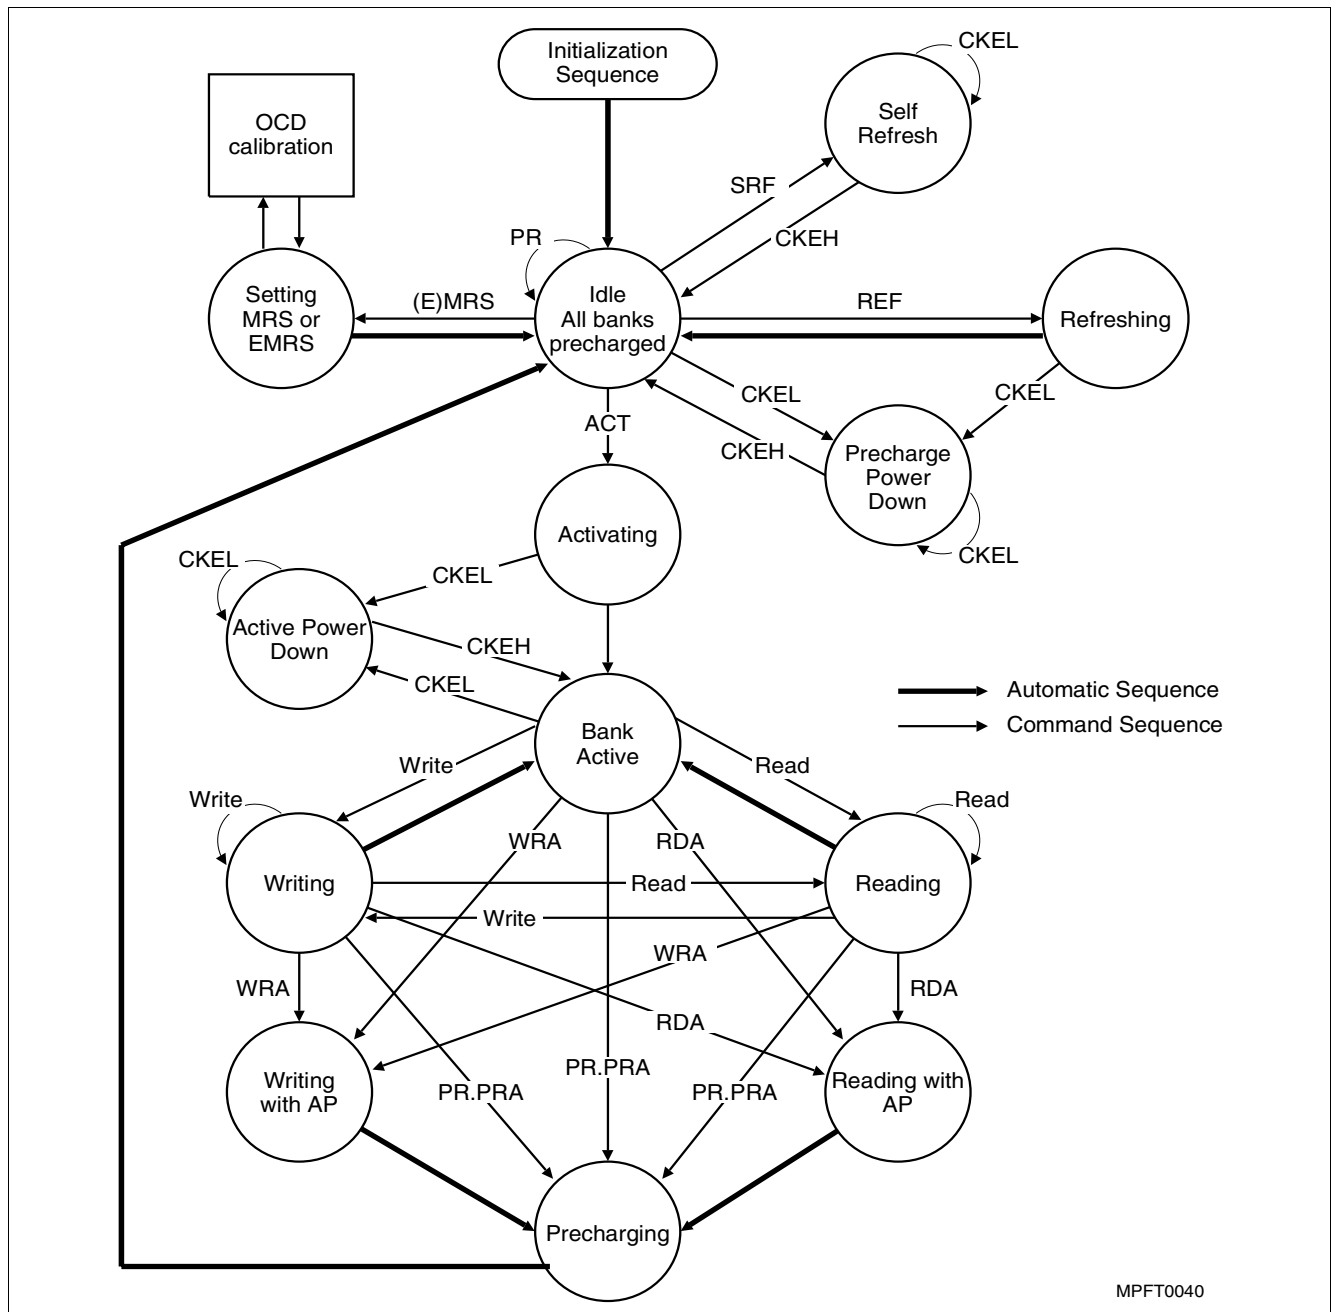 Initialization
Sequence
CKEL
OCD
calibration
Self
Refresh
SRF
CKEH
PR
Setting
MRS or
EMRS
(E)MRS
Idle
All banks
precharged
REF
Refreshing
CKEL
CKEL
CKEH
ACT
Precharge
Power
Down
CKEL
Activating
CKEL
CKEL
Active Power
Down
CKEH
CKEL
Automatic Sequence
Command Sequence
Bank
Active
Write
Read
Write
Read
WRA
RDA
Writing
Read
Reading
Write
WRA
WRA
RDA
RDA
PR.PRA
PR.PRA
PR.PRA
Writing
with AP
Reading with
AP
Precharging
MPFT0040